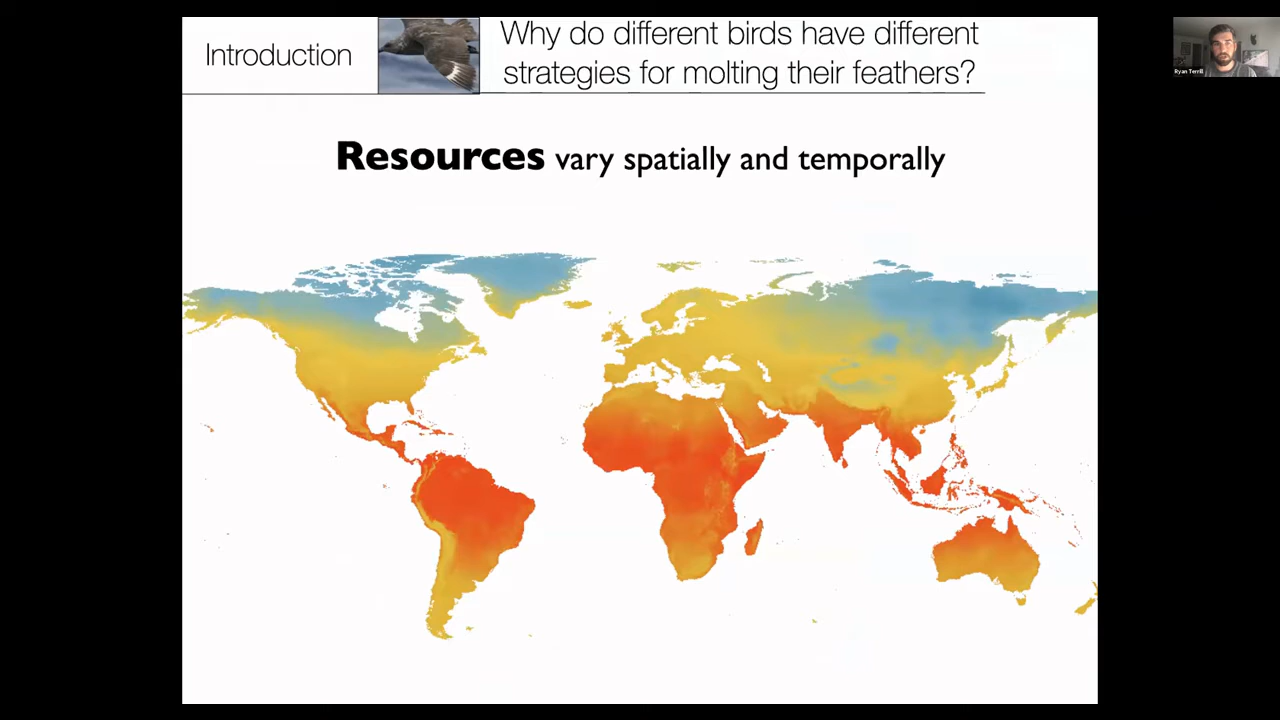 Introduction
Why do different birds have different
strategies for molting their feathers?
Resources vary spatially and temporally
Ryan Terrill